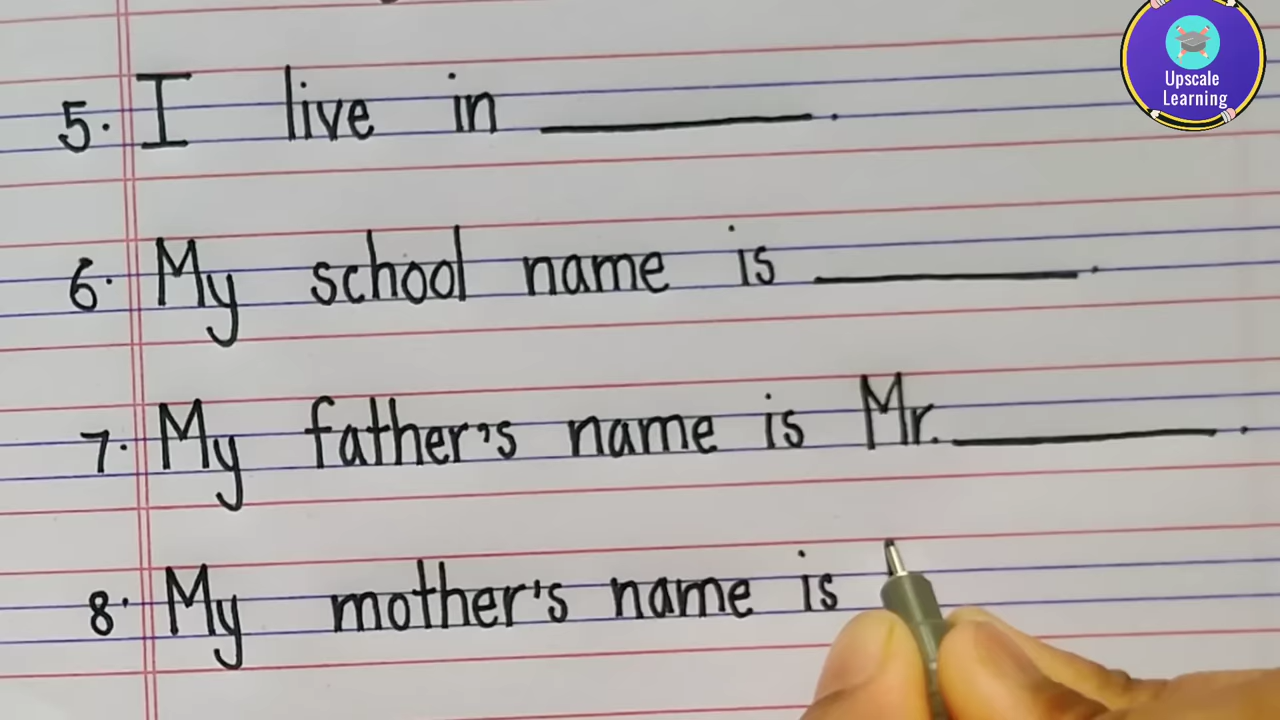 Upscale
Learning
5. I live in ________.
6. My school name is ________.
7. My father's name is Mr. ________.
8. My mother's name is